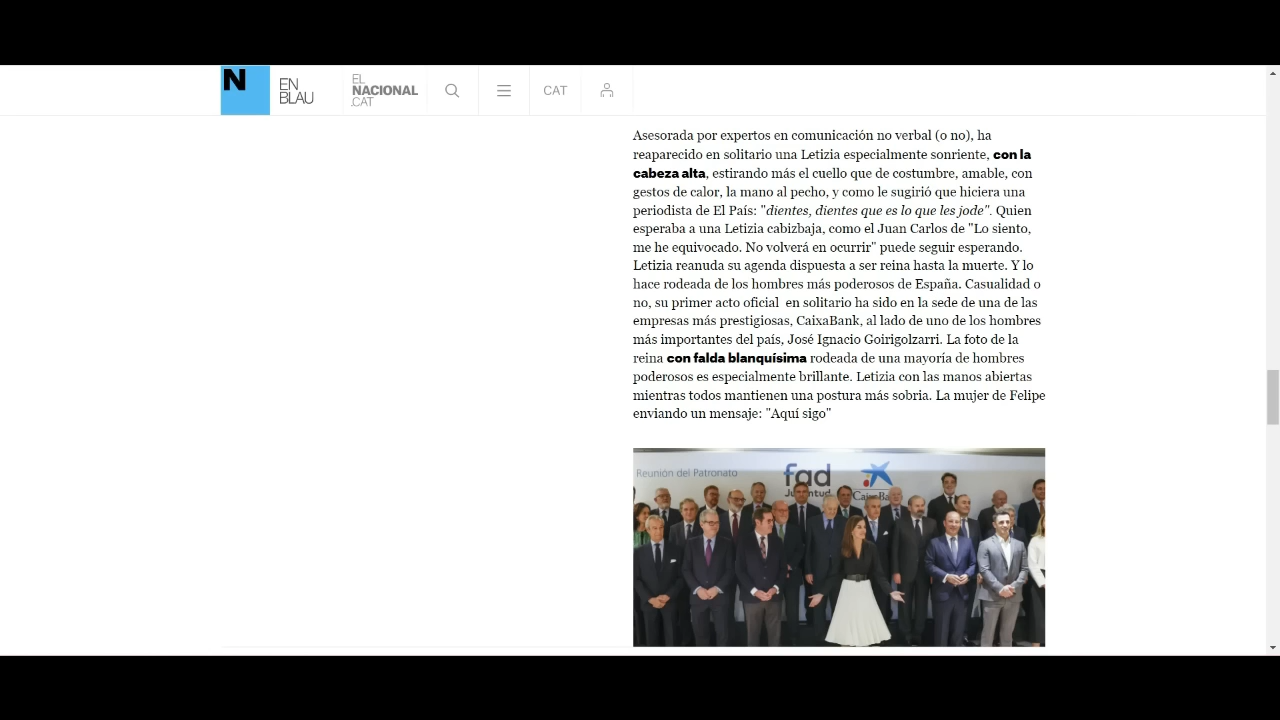 N
EN
BLAU
EL
NACIONAL
.CAT
CAT
Asesorada por expertos en comunicación no verbal (o no), ha
reaparecido en solitario una Letizia especialmente sonriente, con la
cabeza alta, estirando más el cuello que de costumbre, amable, con
gestos de calor, la mano al pecho, y como le sugirió que hiciera una
periodista de El País: "dientes, dientes que es lo que les jode". Quien
esperaba a una Letizia cabizbaja, como el Juan Carlos de "Lo siento,
me he equivocado. No volverá en ocurrir" puede seguir esperando.
Letizia reanuda su agenda dispuesta a ser reina hasta la muerte. Y lo
hace rodeada de los hombres más poderosos de España. Casualidad o
no, su primer acto oficial  en solitario ha sido en la sede de una de las
empresas más prestigiosas, CaixaBank, al lado de uno de los hombres
más importantes del país, José Ignacio Goirigolzarri. La foto de la
reina con falda blanquísima rodeada de una mayoría de hombres
poderosos es especialmente brillante. Letizia con las manos abiertas
mientras todos mantienen una postura más sobria. La mujer de Felipe
enviando un mensaje: "Aquí sigo"
Reunión del Patronato
fad
Juventud
CaixaBa